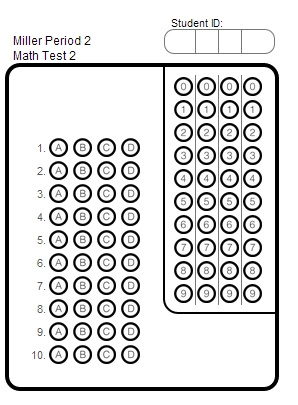 Student ID:
Miller Period 2
Math Test 2
0 0 0 0
1 1 1 1
2 2 2 2
3 3 3 3
4 4 4 4
5 5 5 5
6 6 6 6
7 7 7 7
8 8 8 8
9 9 9 9
1. A B C D
2. A B C D
3. A B C D
4. A B C D
5. A B C D
6. A B C D
7. A B C D
8. A B C D
9. A B C D
10. A B C D